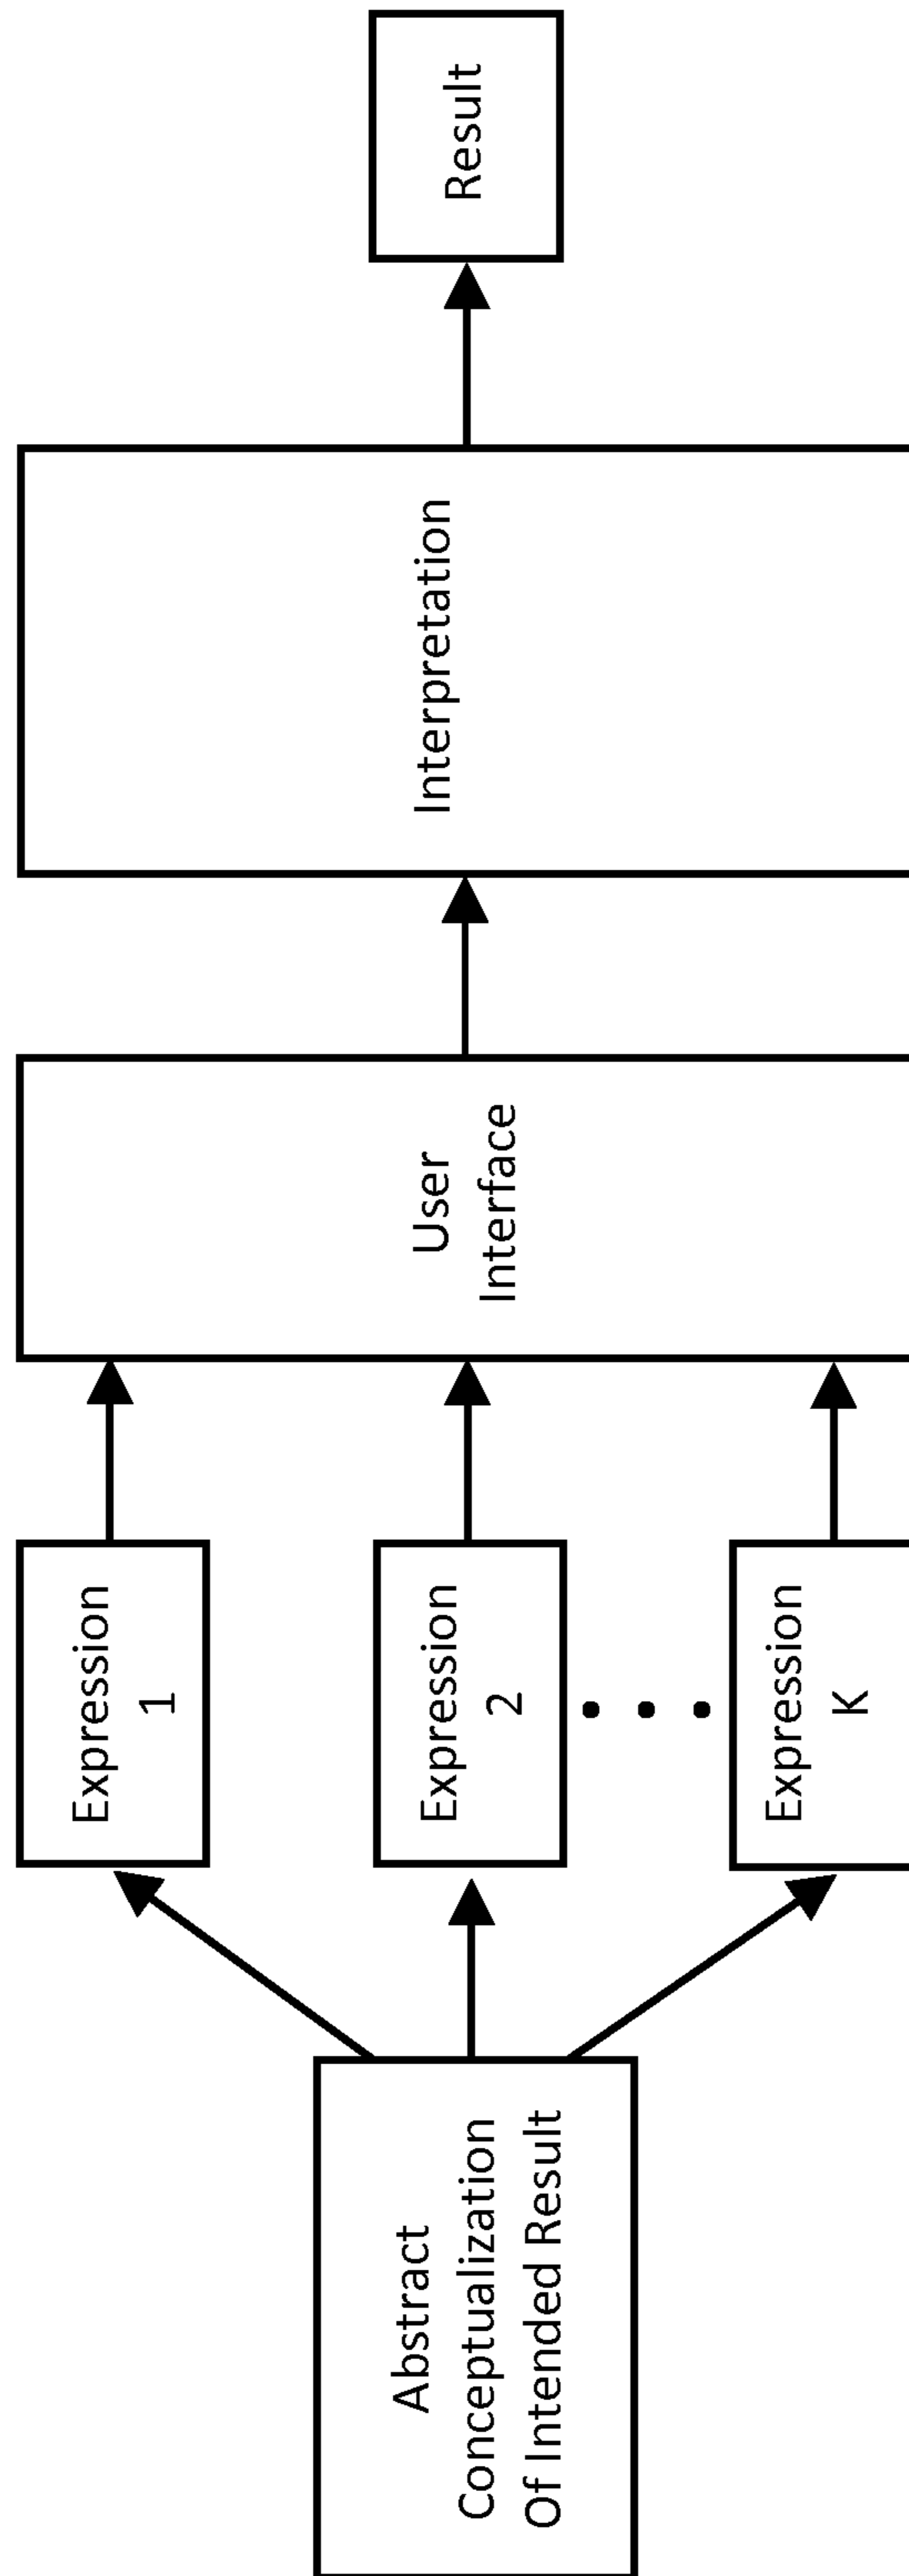 Abstract
Conceptualization
Of Intended Result
Expression
1
Expression
2
Expression
K
User
Interface
Interpretation
Result